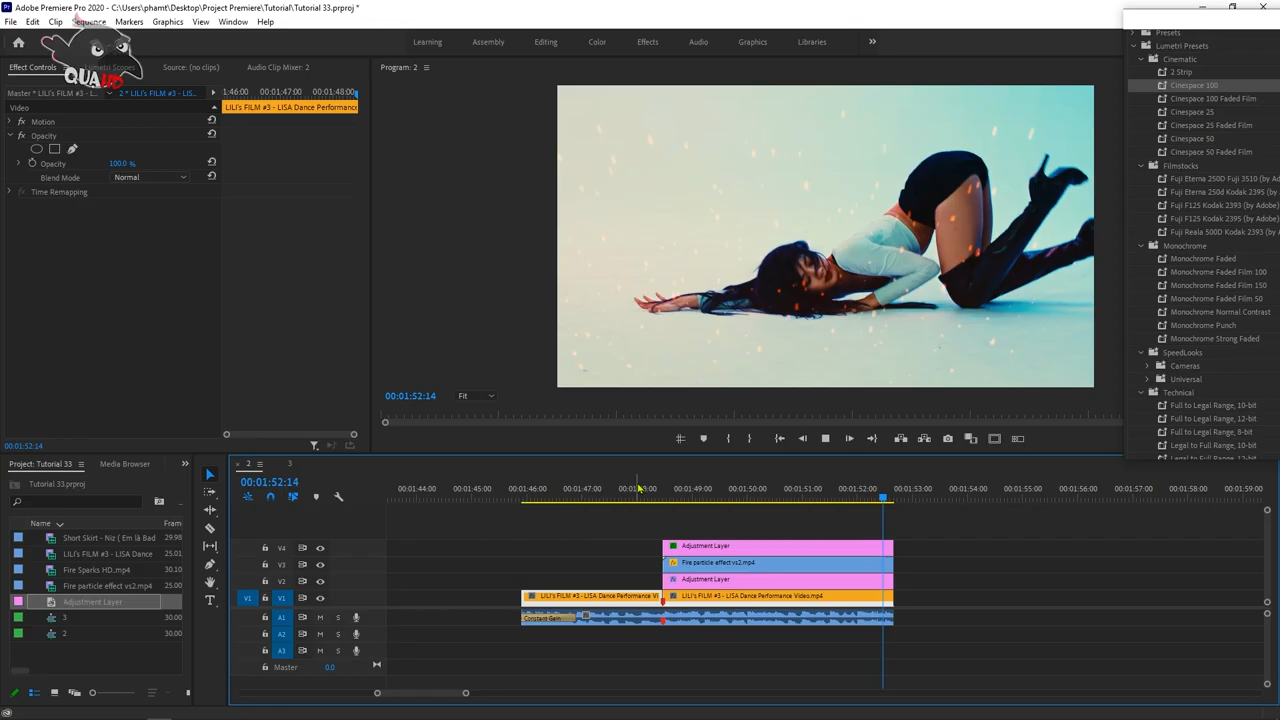 Adobe Premiere Pro 2020 - C:\Users\phamt\Desktop\Project Premiere\Tutorial\Tutorial 33.prproj *
File Edit Clip Sequence Markers Graphics View Window Help
QUA
Learning Assembly Editing Color Effects Audio Graphics Libraries
Effect Controls Lumetri Scopes Source: (no clips) Audio Clip Mixer: 2
Program: 2
Master * LILI's FILM #3 - L... 2 * LILI's FILM #3 - LIS...
1:46:00 00:01:47:00 00:01:48:00
Video
LILI's FILM #3 - LISA Dance Performance
Motion
Opacity
Opacity 100.0 %
Blend Mode Normal
Time Remapping
00:01:52:14
00:01:52:14 Fit
Presets
Lumetri Presets
Cinematic
2 Strip
Cinespace 100
Cinespace 100 Faded Film
Cinespace 25
Cinespace 25 Faded Film
Cinespace 50
Cinespace 50 Faded Film
Filmstocks
Fuji Eterna 250D Fuji 3510 (by A
Fuji Eterna 250d Kodak 2395 (by
Fuji F125 Kodak 2393 (by Adobe)
Fuji F125 Kodak 2395 (by Adobe)
Fuji Reala 500D Kodak 2393 (by
Monochrome
Monochrome Faded
Monochrome Faded Film 100
Monochrome Faded Film 150
Monochrome Faded Film 50
Monochrome Normal Contrast
Monochrome Punch
Monochrome Strong Faded
SpeedLooks
Cameras
Universal
Technical
Full to Legal Range, 10-bit
Full to Legal Range, 12-bit
Full to Legal Range, 8-bit
Legal to Full Range, 10-bit
Legal to Full Range, 12-bit
Project: Tutorial 33 Media Browser
Tutorial 33.prproj
Name Fram
Short Skirt - Niz ( Em là Bad 29.98
LILI's FILM #3 - LISA Dance 25.01
Fire Sparks HD..mp4 30.00
Fire particle effect vs2.mp4 25.00
Adjustment Layer
3 30.00
2 30.00
2 3
00:01:52:14
00:01:44:00 00:01:45:00 00:01:46:00 00:01:47:00 00:01:48:00 00:01:49:00 00:01:50:00 00:01:51:00 00:01:52:00 00:01:53:00 00:01:54:00 00:01:55:00 00:01:56:00 00:01:57:00 00:01:58:00 00:01:59:00
V4 Adjustment Layer
V3 Fire particle effect vs2.mp4
V2 Adjustment Layer
V1 V1 LILI's FILM #3 - LISA Dance Performance Vi LILI's FILM #3 - LISA Dance Performance Video.mp4
A1 M S Constant Gain
A2 M S
A3 M S
Master 0.0